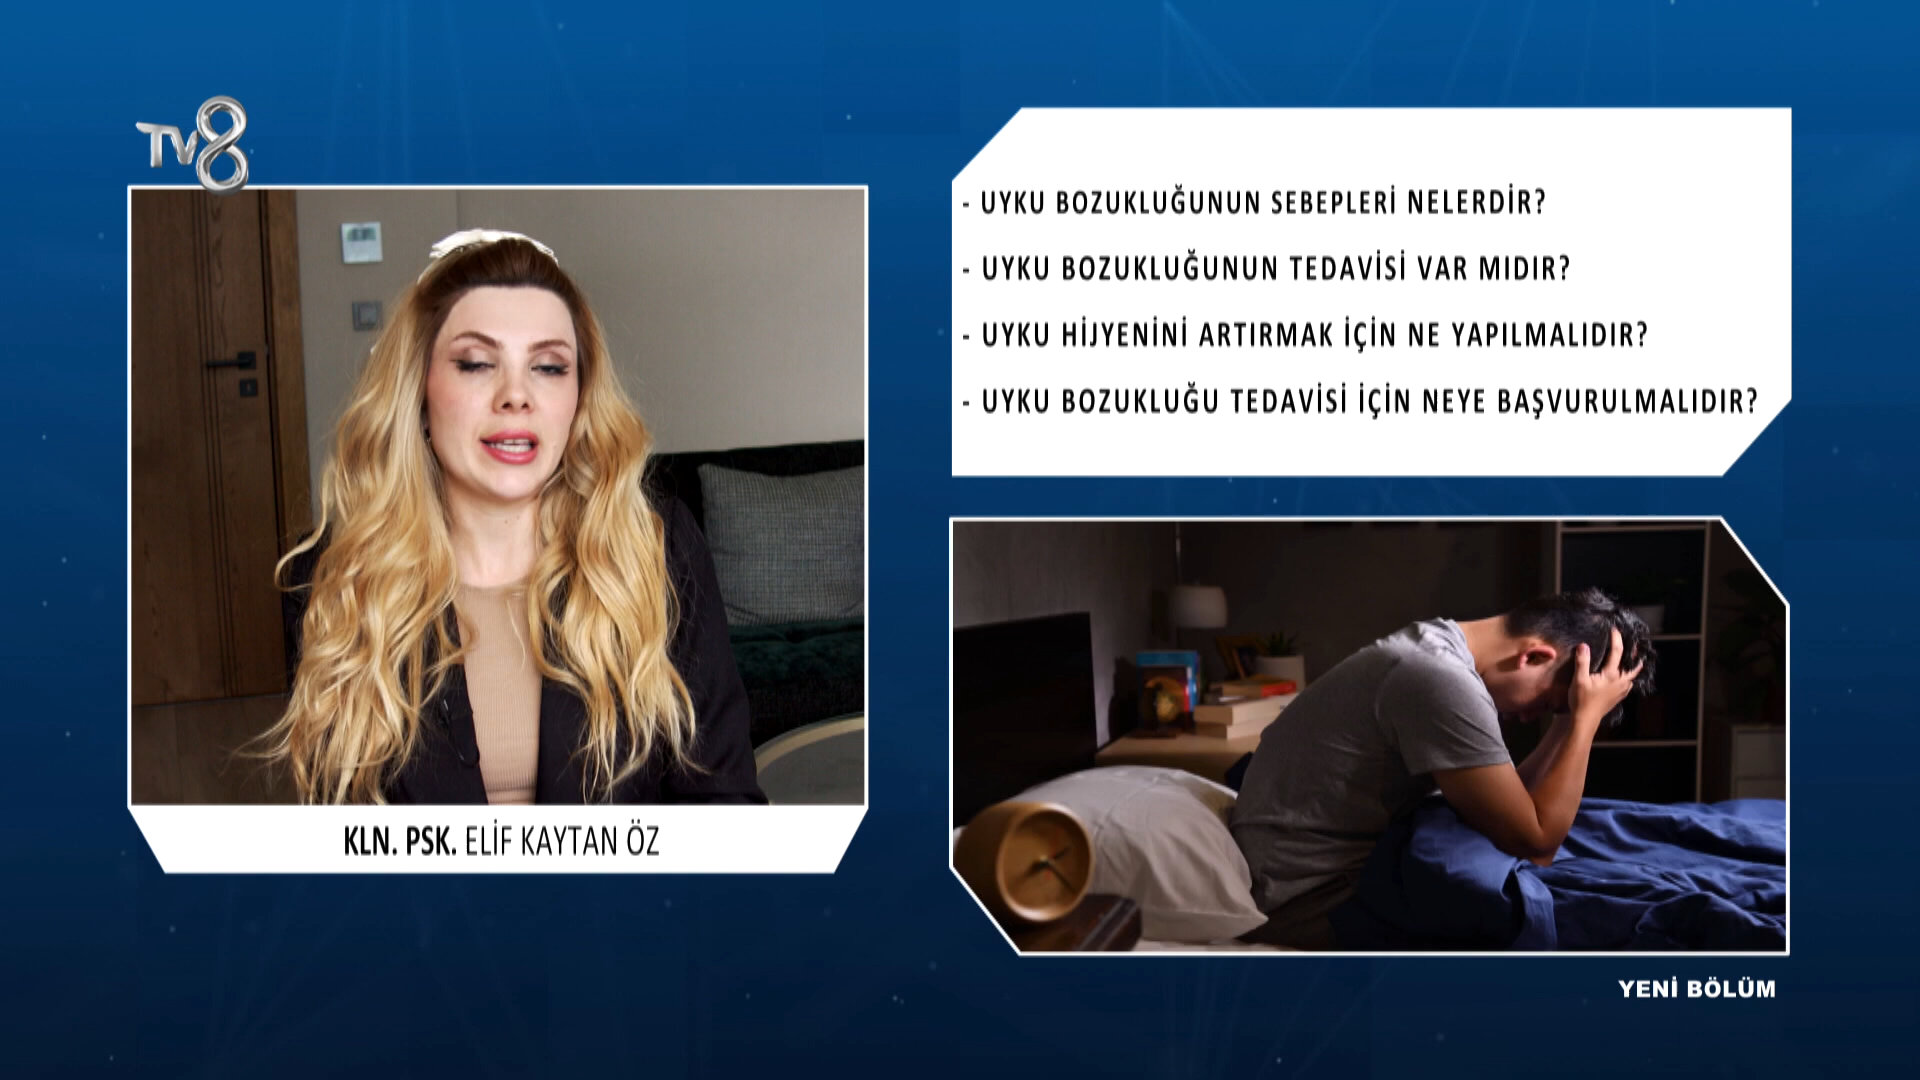 TV8
- UYKU BOZUKLUĞUNUN SEBEPLERİ NELERDİR?
- UYKU BOZUKLUĞUNUN TEDAVİSİ VAR MIDIR?
- UYKU HİJYENİNİ ARTIRMAK İÇİN NE YAPILMALIDIR?
- UYKU BOZUKLUĞU TEDAVİSİ İÇİN NEYE BAŞVURULMALIDIR?
KLN. PSK. ELİF KAYTAN ÖZ
YENİ BÖLÜM